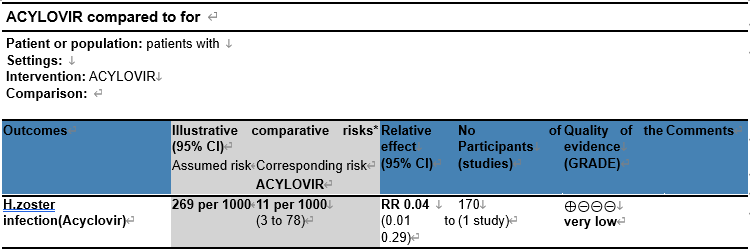 ACYLOVIR compared to for ↵
Patient or population: patients with ↓
Settings: ↓
Intervention: ACYLOVIR↓
Comparison: ↵
Outcomes
Illustrative comparative risks*
(95% CI)↵
Assumed risk↵
Corresponding risk↵
ACYLOVIR↵
Relative
effect
(95% CI)↵
No of
Participants
(studies)↵
Quality of the
evidence
(GRADE)↵
Comments↵
H.zoster
infection(Acyclovir)↵
269 per 1000↵
11 per 1000↓
(3 to 78)↵
RR 0.04 ↓
(0.01 to
0.29)↵
170↓
(1 study)↵
⊕⊖⊖⊖↓
very low↵